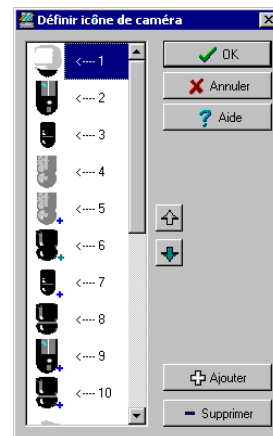 Définir icône de caméra
<---- 1
<---- 2
<---- 3
<---- 4
<---- 5
<---- 6
<---- 7
<---- 8
<---- 9
<---- 10
OK
Annuler
Aide
Ajouter
Supprimer